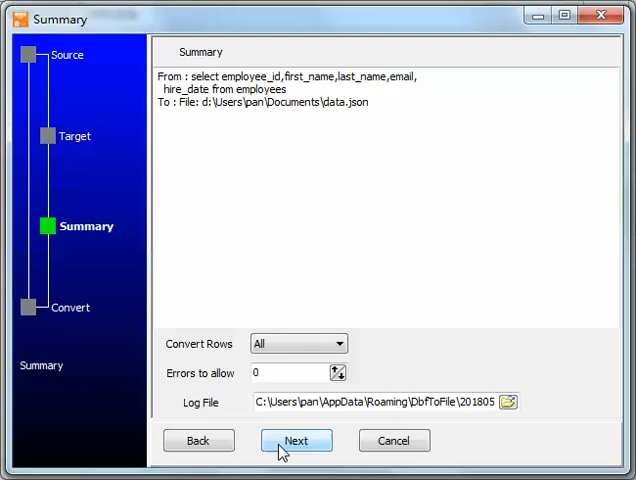 Summary
Source
Target
Summary
Convert
Summary
Summary
From : select employee_id,first_name,last_name,email,
hire_date from employees
To : File: d:\Users\pan\Documents\data.json
Convert Rows All
Errors to allow 0
Log File C:\Users\pan\AppData\Roaming\DbfToFile\201805
Back Next Cancel